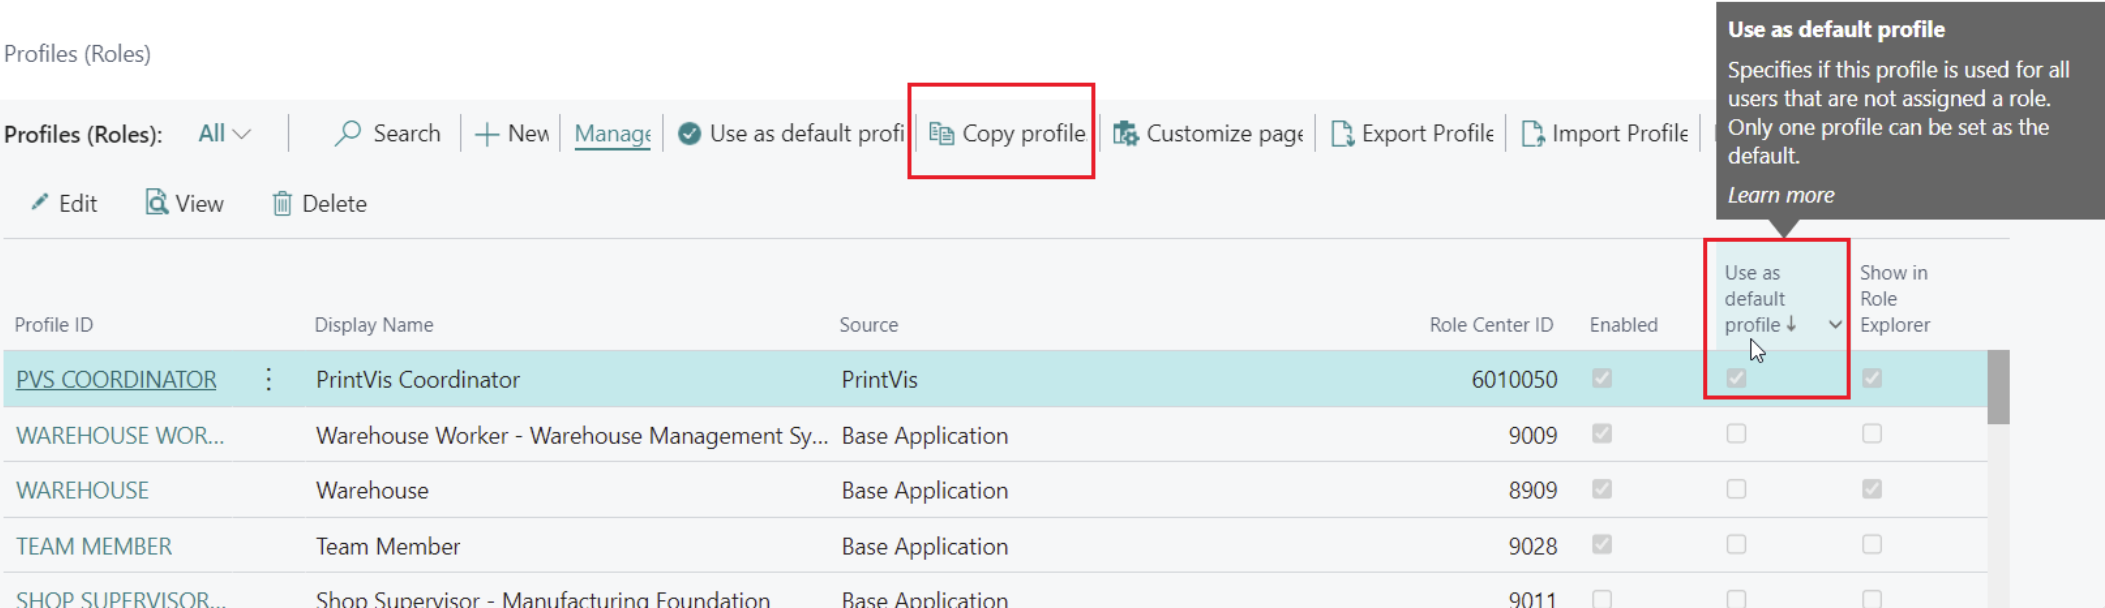 Profiles (Roles)
Use as default profile
Specifies if this profile is used for all
users that are not assigned a role.
Only one profile can be set as the
default.
Learn more
Profiles (Roles): All Search New Manage Use as default profi Copy profile Customize page Export Profile Import Profile
Edit View Delete
Profile ID Display Name Source Role Center ID Enabled Use as default profile ↓ Show in Role Explorer
PVS COORDINATOR PrintVis Coordinator PrintVis 6010050
WAREHOUSE WOR... Warehouse Worker - Warehouse Management Sy... Base Application 9009
WAREHOUSE Warehouse Base Application 8909
TEAM MEMBER Team Member Base Application 9028
SHOP SUPERVISOR... Shop Supervisor - Manufacturing Foundation Base Application 9011